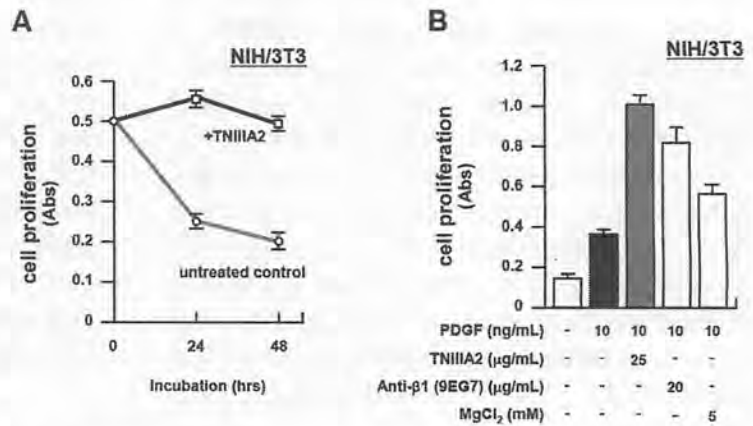 A
NIH/3T3
cell proliferation
(Abs)
0.6
0.5
0.4
0.3
0.2
0.1
0
+TNIIIA2
untreated control
0 24 48
Incubation (hrs)
B
NIH/3T3
cell proliferation
(Abs)
1.2
1.0
0.8
0.6
0.4
0.2
0
PDGF (ng/mL) - 10 10 10 10
TNIIIA2 (μg/mL) - - 25 - -
Anti-β1 (9EG7) (μg/mL) - - - 20 -
MgCl₂ (mM) - - - - 5